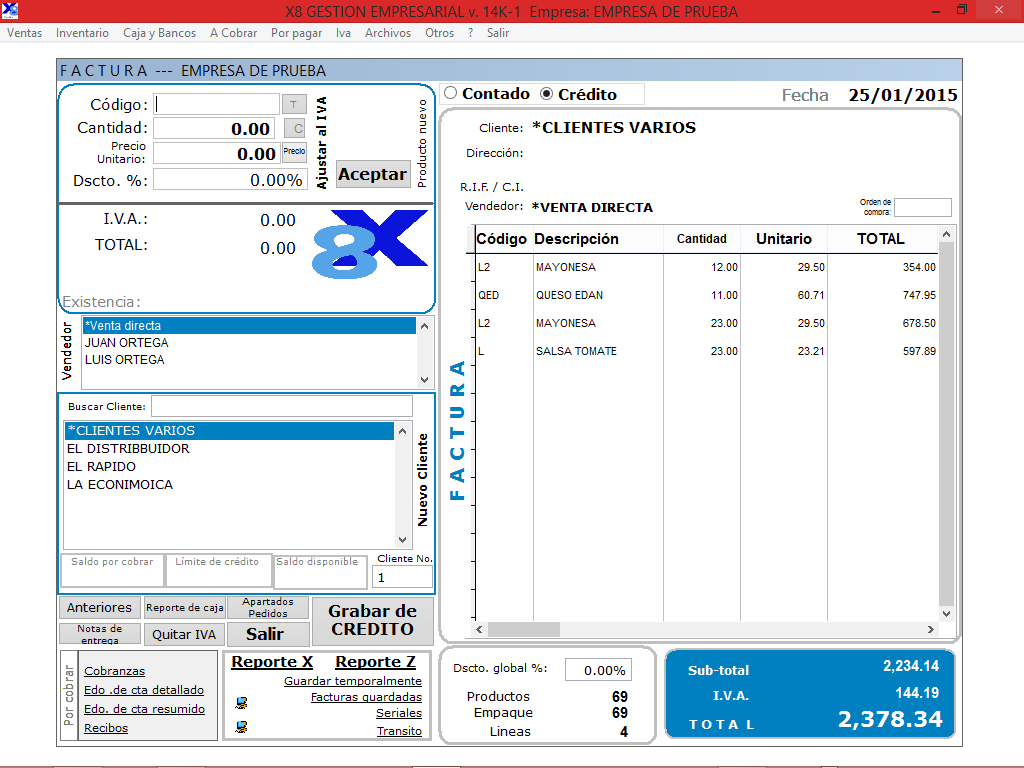 X8 GESTION EMPRESARIAL v. 14K-1 Empresa: EMPRESA DE PRUEBA
Ventas Inventario Caja y Bancos A Cobrar Por pagar Iva Archivos Otros ? Salir
F A C T U R A --- EMPRESA DE PRUEBA
Código: T
Cantidad: 0.00 C
Precio Unitario: 0.00 Precio
Dscto. %: 0.00%
Ajustar al IVA
Aceptar
Producto nuevo
I.V.A.: 0.00
TOTAL: 0.00
8X
Existencia:
Vendedor
*Venta directa
JUAN ORTEGA
LUIS ORTEGA
Buscar Cliente:
*CLIENTES VARIOS
EL DISTRIBBUIDOR
EL RAPIDO
LA ECONIMOICA
Nuevo Cliente
Saldo por cobrar Límite de crédito Saldo disponible Cliente No.
1
Anteriores Reporte de caja Apartados Pedidos
Notas de entrega Quitar IVA Salir
Grabar de CREDITO
Por cobrar
Cobranzas
Edo .de cta detallado
Edo. de cta resumido
Recibos
Reporte X Reporte Z
Guardar temporalmente
Facturas guardadas
Seriales
Transito
Contado Crédito Fecha 25/01/2015
Cliente: *CLIENTES VARIOS
Dirección:
R.I.F. / C.I.
Vendedor: *VENTA DIRECTA Orden de compra:
FACTURA
Código Descripción Cantidad Unitario TOTAL
L2 MAYONESA 12.00 29.50 354.00
QED QUESO EDAN 11.00 60.71 747.95
L2 MAYONESA 23.00 29.50 678.50
L SALSA TOMATE 23.00 23.21 597.89
Dscto. global %: 0.00%
Productos 69
Empaque 69
Lineas 4
Sub-total 2,234.14
I.V.A. 144.19
T O T A L 2,378.34